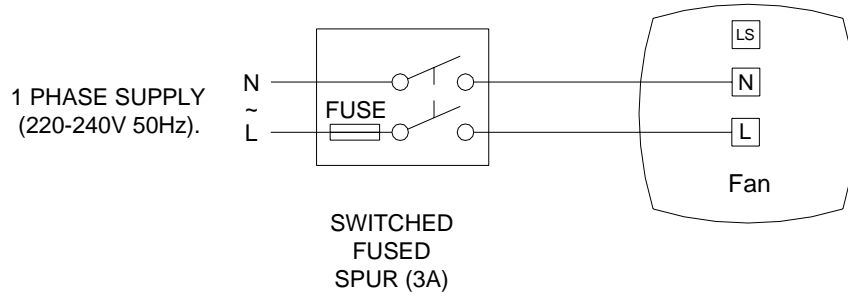 1 PHASE SUPPLY
(220-240V 50Hz).
N
~
L
FUSE
SWITCHED
FUSED
SPUR (3A)
LS
N
L
Fan